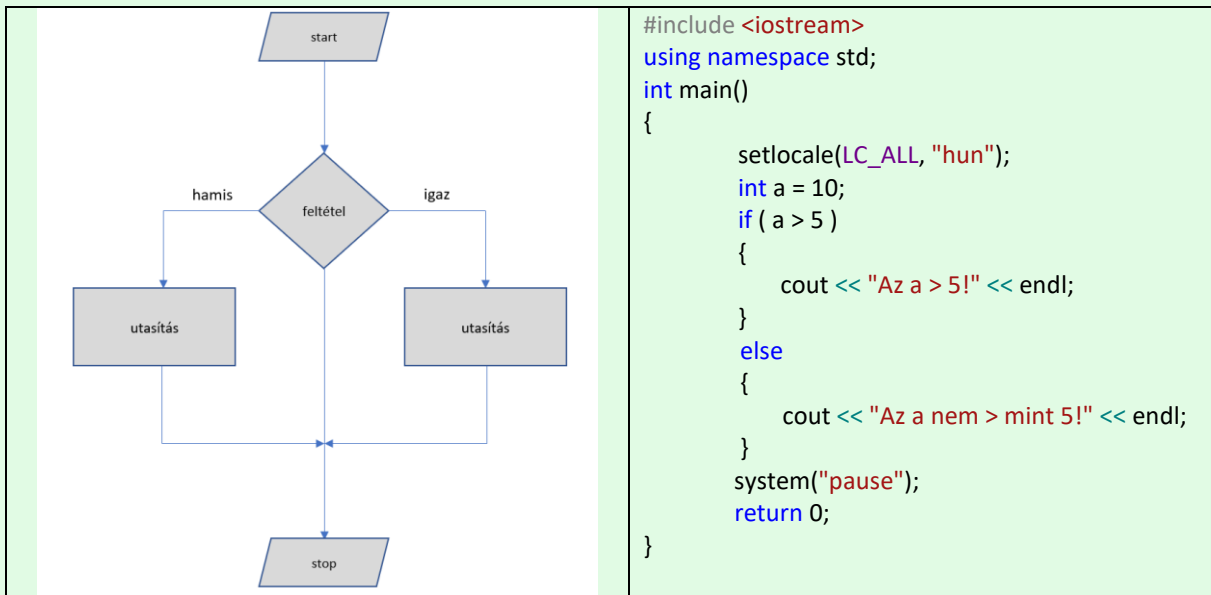 start
hamis
igaz
feltétel
utasítás
utasítás
stop
#include <iostream>
using namespace std;
int main()
{
setlocale(LC_ALL, "hun");
int a = 10;
if ( a > 5 )
{
cout << "Az a > 5!" << endl;
}
else
{
cout << "Az a nem > mint 5!" << endl;
}
system("pause");
return 0;
}